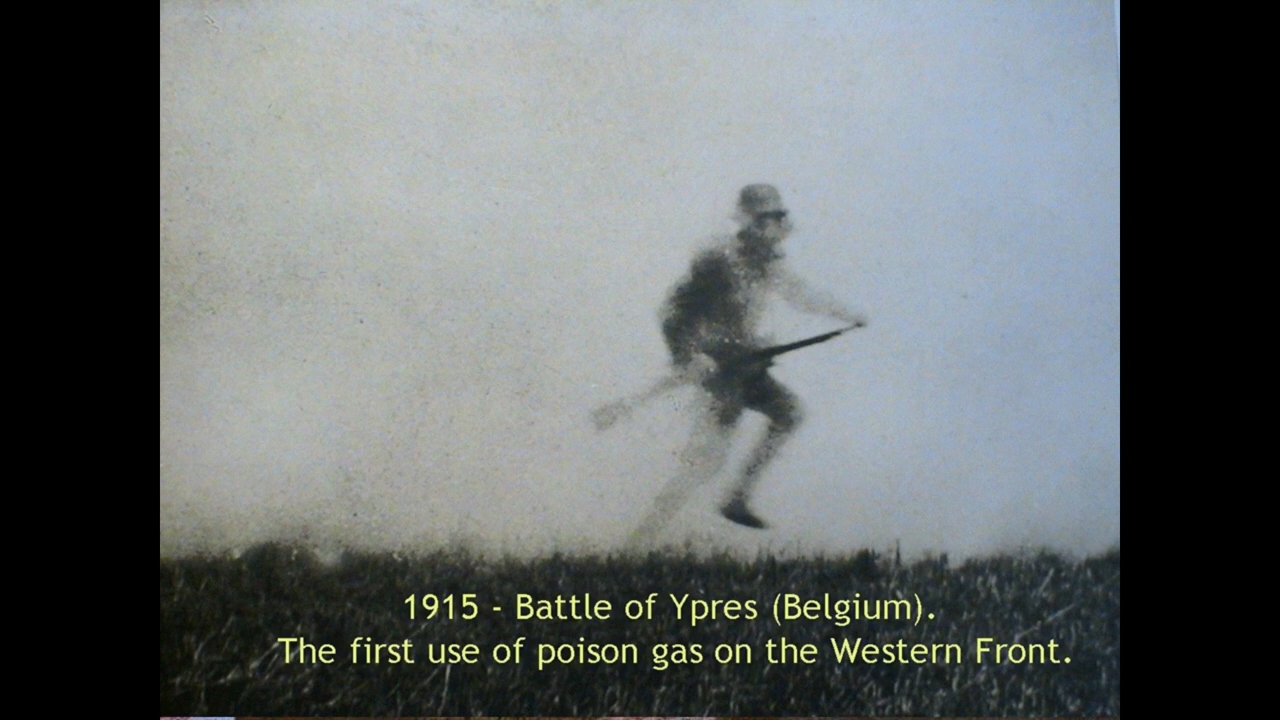 1915 - Battle of Ypres (Belgium).
The first use of poison gas on the Western Front.